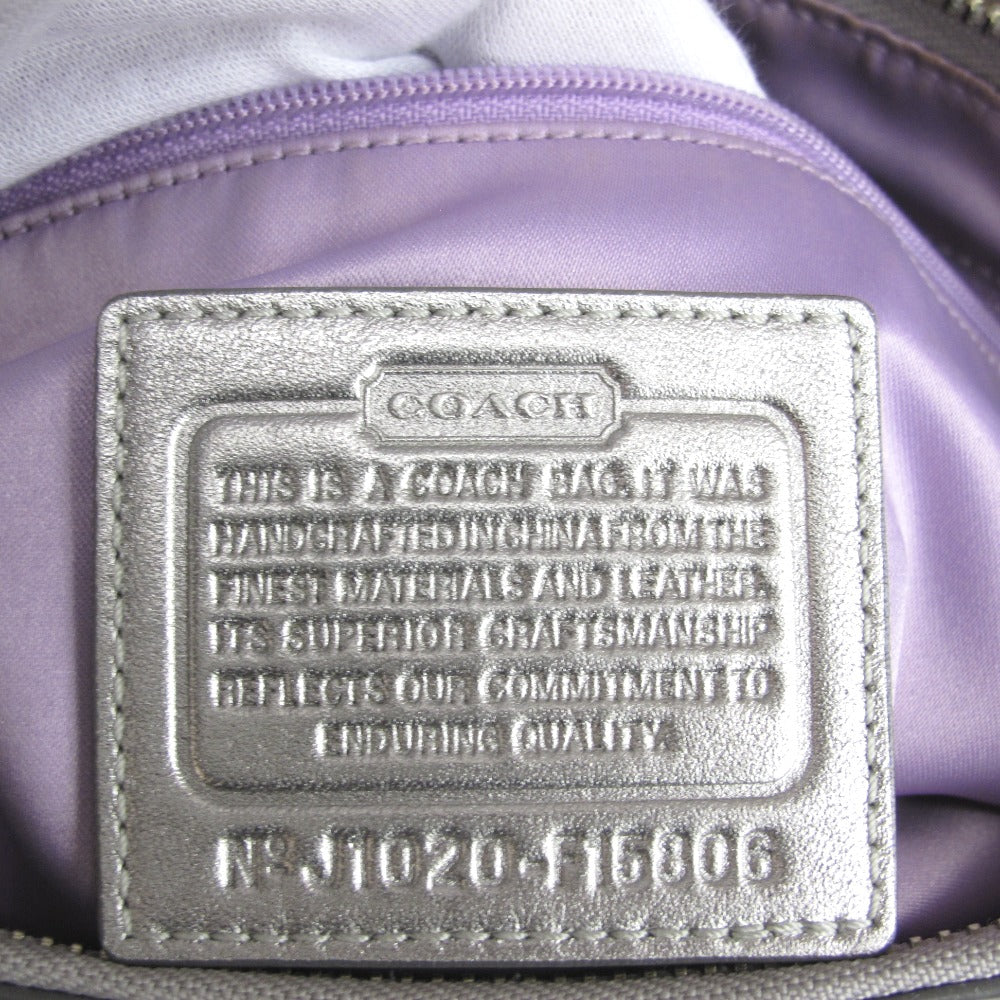 COACH
THIS IS A COACH BAG. IT WAS
HANDCRAFTED IN CHINA FROM THE
FINEST MATERIALS AND LEATHER.
ITS SUPERIOR CRAFTSMANSHIP
REFLECTS OUR COMMITMENT TO
ENDURING QUALITY.
Nº J1020-F15806